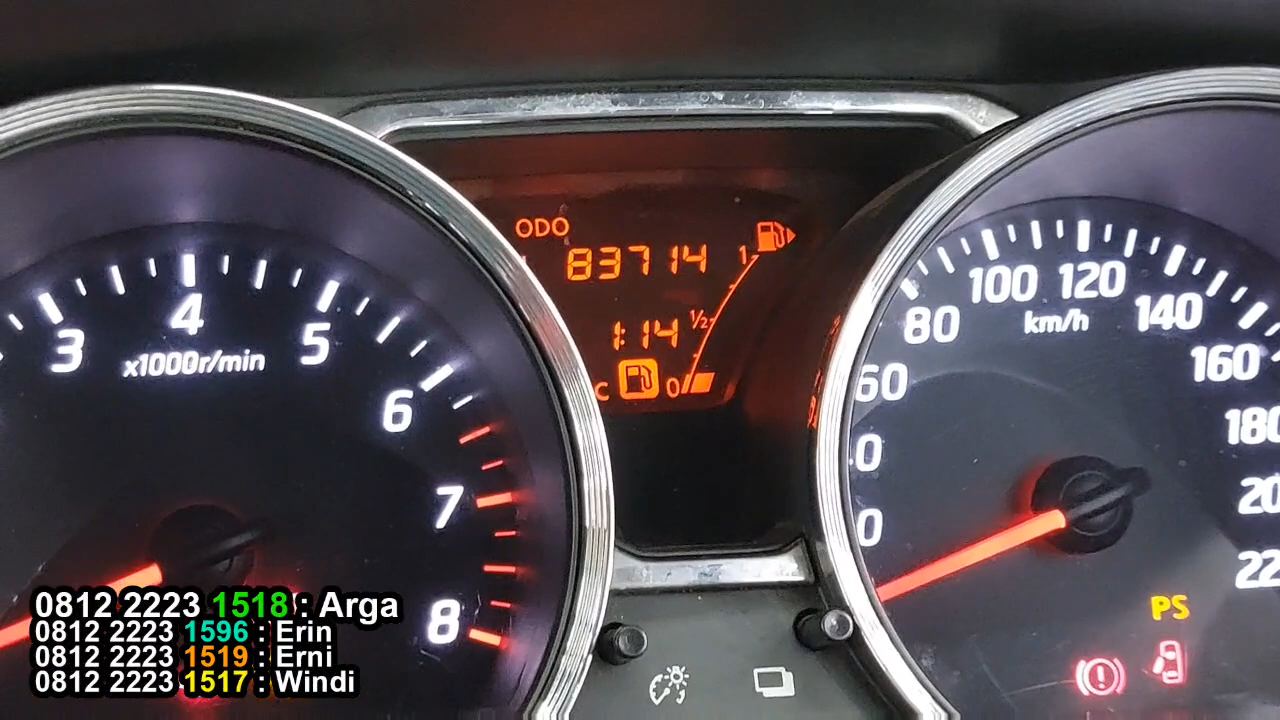 ODO
83714
1
1:14
1/2
C
0
3
4
5
6
7
8
x1000r/min
60
80
100
120
140
160
180
km/h
PS
0812 2223 1518 : Arga
0812 2223 1596 : Erin
0812 2223 1519 : Erni
0812 2223 1517 : Windi